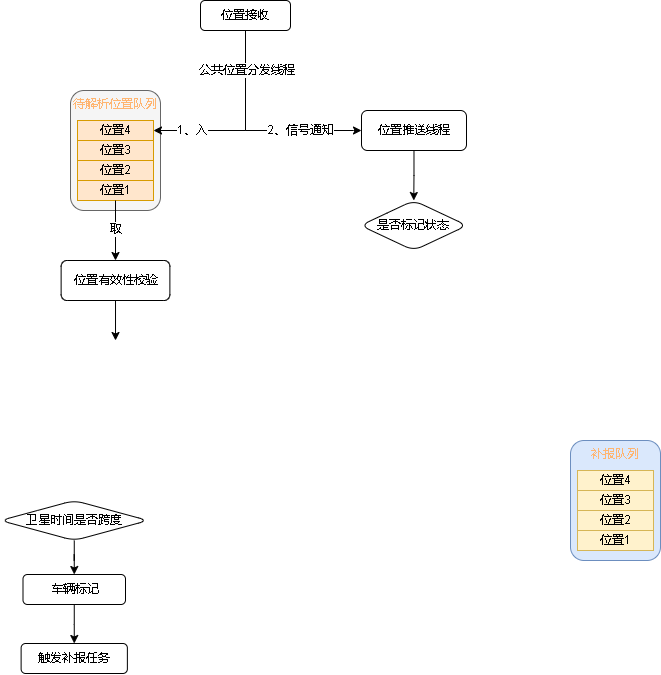 位置接收
公共位置分发线程
待解析位置队列
位置4
位置3
位置2
位置1
1、入
2、信号通知
位置推送线程
是否标记状态
取
位置有效性校验
补报队列
位置4
位置3
位置2
位置1
卫星时间是否跨度
车辆标记
触发补报任务